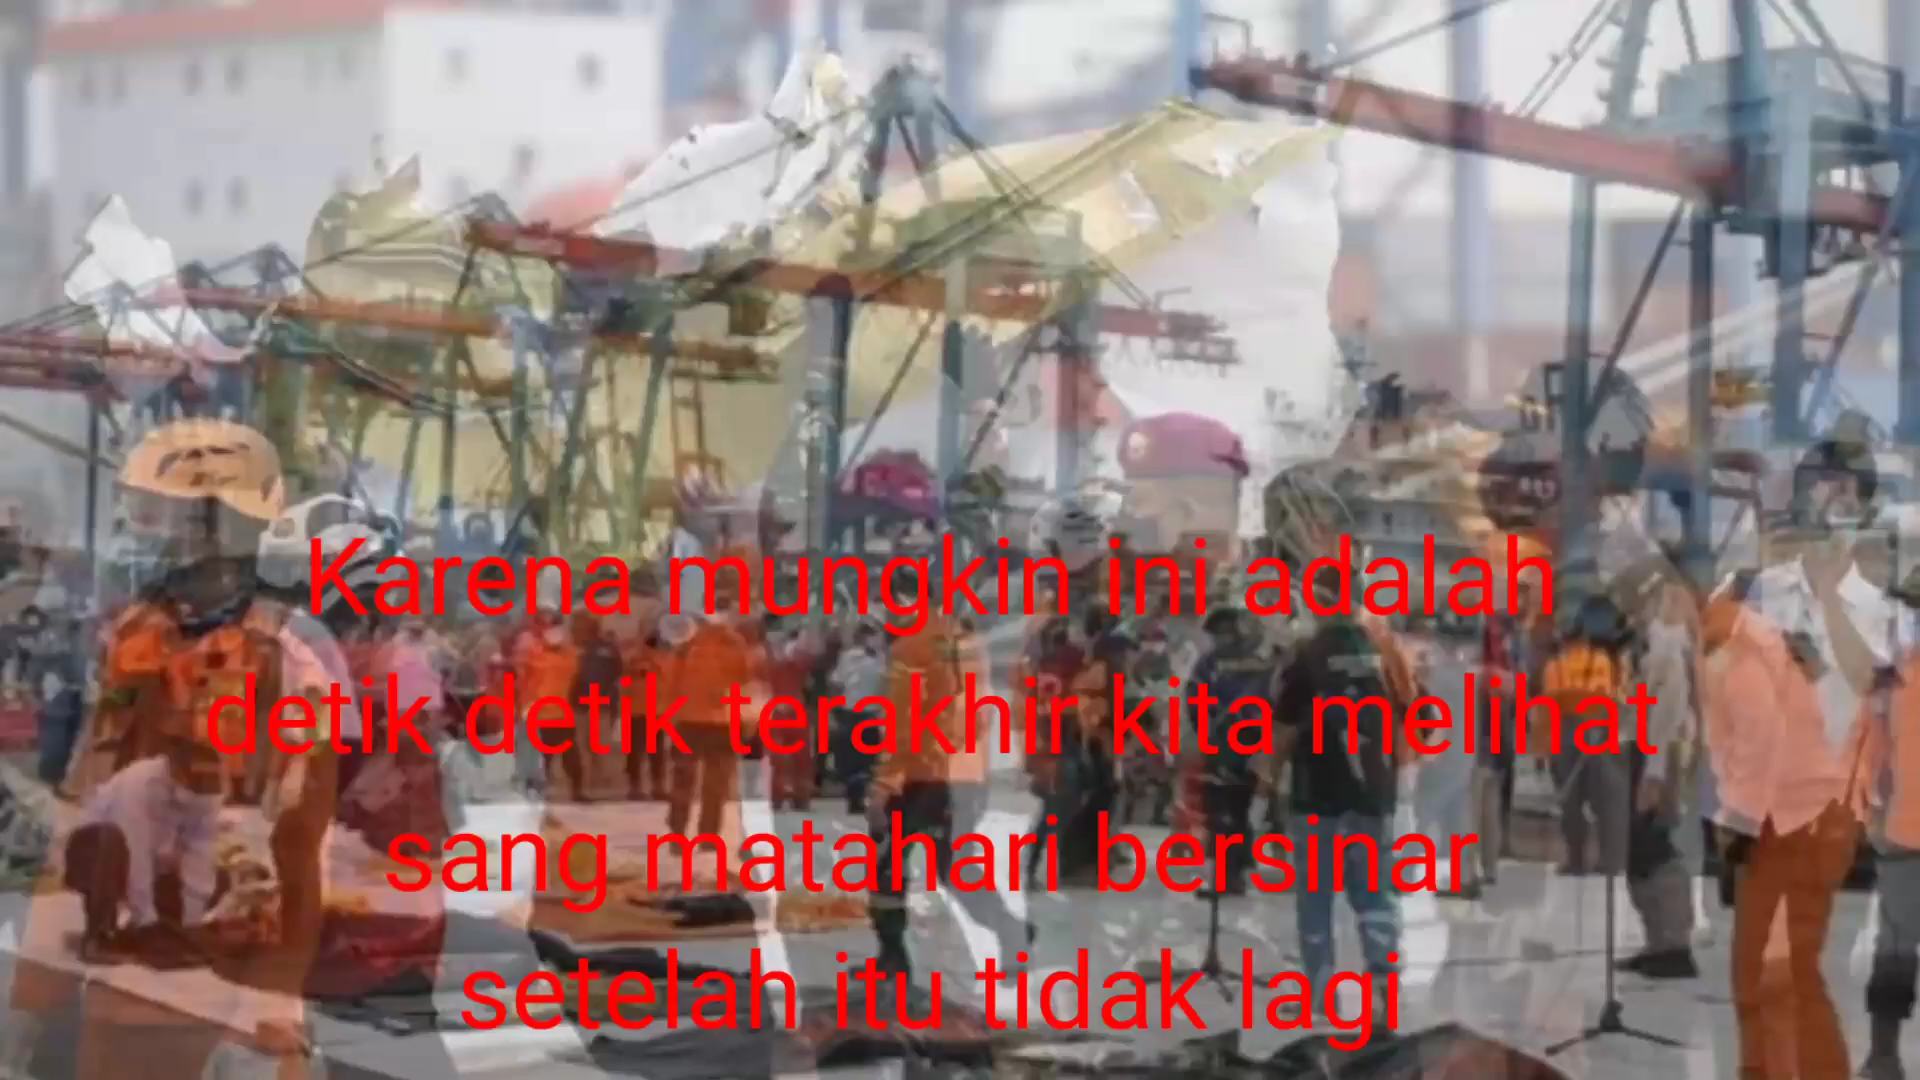 Karena mungkin ini adalah
detik detik terakhir kita melihat
sang matahari bersinar
setelah itu tidak lagi